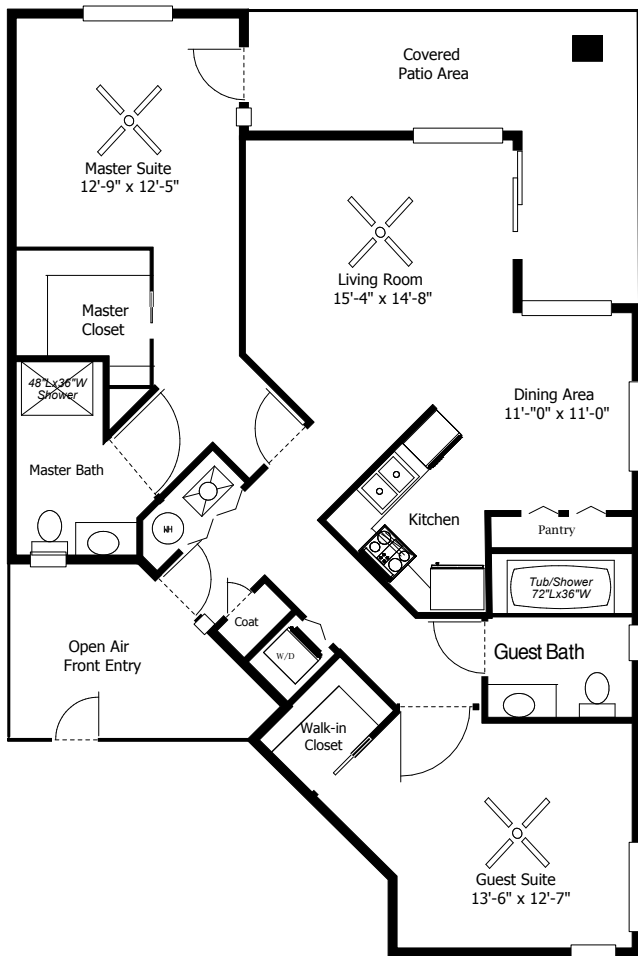 Covered
Patio Area
Master Suite
12'-9" x 12'-5"
Living Room
15'-4" x 14'-8"
Master
Closet
48"Lx36"W
Shower
Dining Area
11'-"0" x 11'-0"
Master Bath
WH
Kitchen
Pantry
Tub/Shower
72"Lx36"W
Coat
Open Air
Front Entry
W/D
Guest Bath
Walk-in
Closet
Guest Suite
13'-6" x 12'-7"